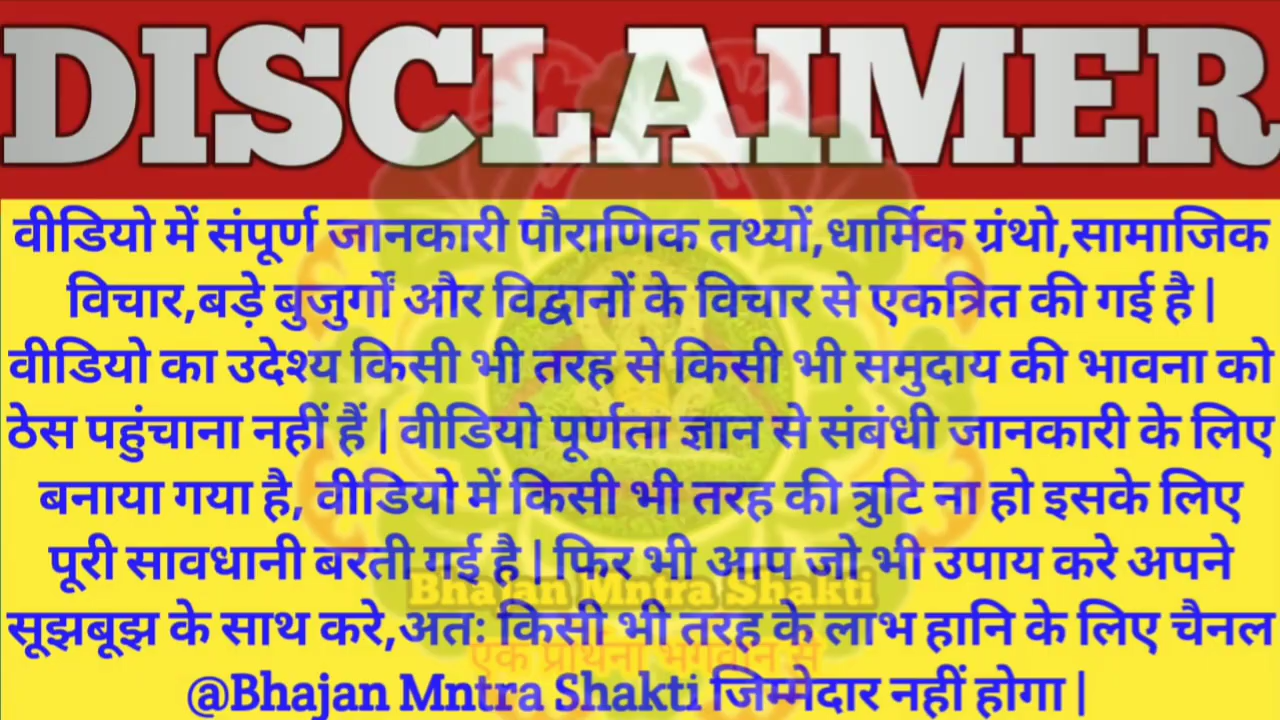 DISCLAIMER
वीडियो में संपूर्ण जानकारी पौराणिक तथ्यों,धार्मिक ग्रंथो,सामाजिक
विचार,बड़े बुजुर्गों और विद्वानों के विचार से एकत्रित की गई है |
वीडियो का उदेश्य किसी भी तरह से किसी भी समुदाय की भावना को
ठेस पहुंचाना नहीं हैं | वीडियो पूर्णता ज्ञान से संबंधी जानकारी के लिए
बनाया गया है, वीडियो में किसी भी तरह की त्रुटि ना हो इसके लिए
पूरी सावधानी बरती गई है | फिर भी आप जो भी उपाय करे अपने
Bhajan Mntra Shakti
सूझबूझ के साथ करे,अतः किसी भी तरह के लाभ हानि के लिए चैनल
एक प्रार्थना भगवान से
@Bhajan Mntra Shakti जिम्मेदार नहीं होगा |